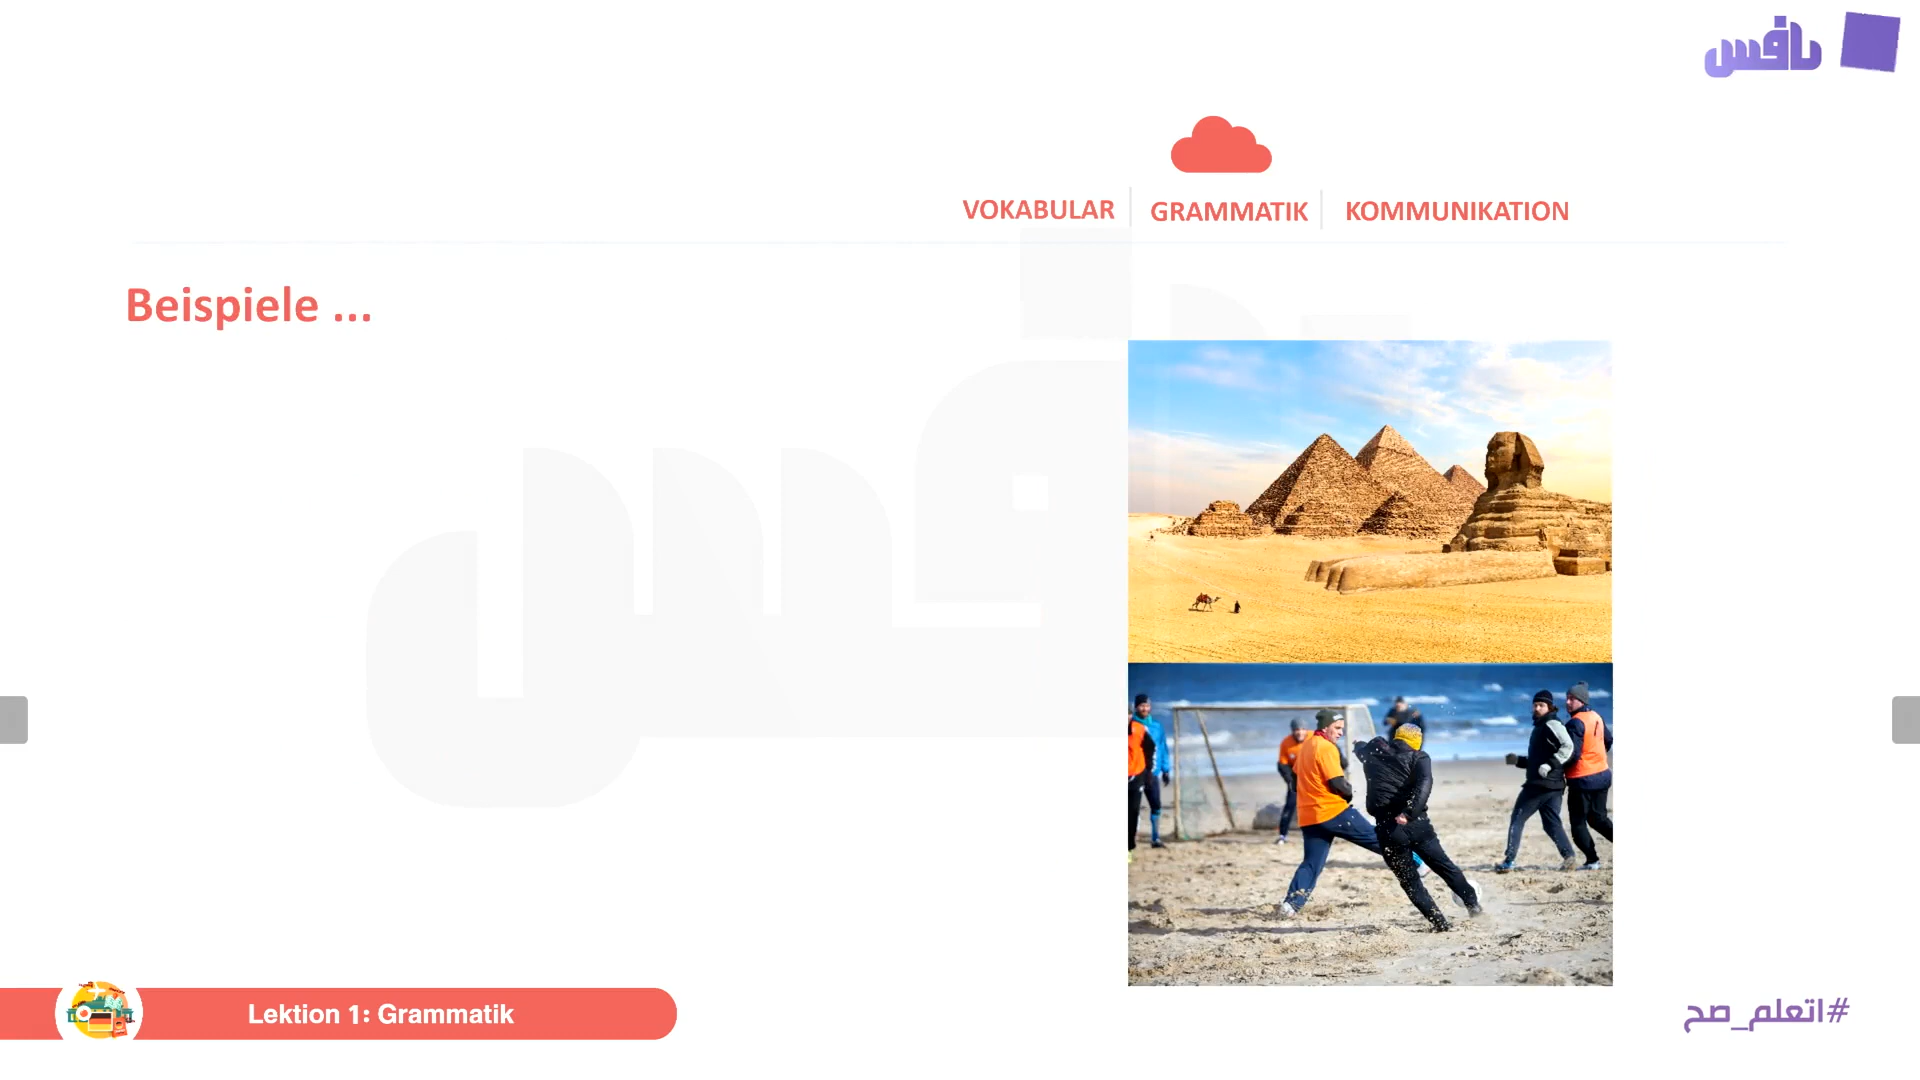 نافس
VOKABULAR
GRAMMATIK
KOMMUNIKATION
Beispiele ...
Lektion 1: Grammatik
#اتعلم_صح